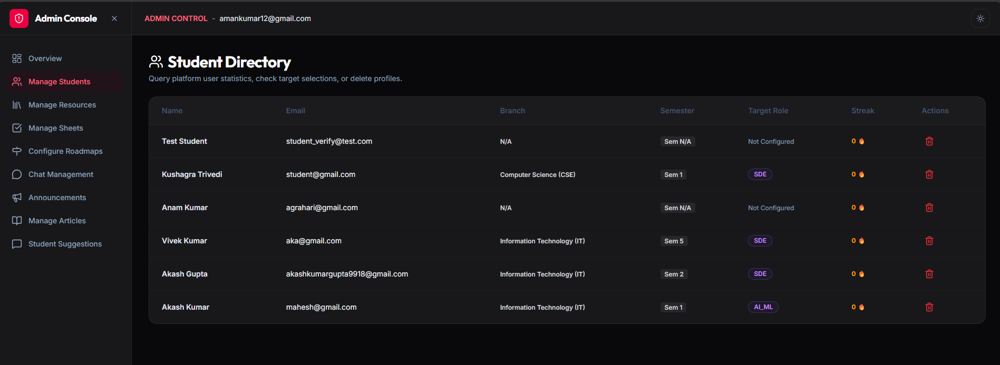 Admin Console
ADMIN CONTROL - amankumar12@gmail.com
Overview
Manage Students
Manage Resources
Manage Sheets
Configure Roadmaps
Chat Management
Announcements
Manage Articles
Student Suggestions
Student Directory
Query platform user statistics, check target selections, or delete profiles.
Name Email Branch Semester Target Role Streak Actions
Test Student student_verify@test.com N/A Sem N/A Not Configured 0
Kushagra Trivedi student@gmail.com Computer Science (CSE) Sem 1 SDE 0
Anam Kumar agrahari@gmail.com N/A Sem N/A Not Configured 0
Vivek Kumar aka@gmail.com Information Technology (IT) Sem 5 SDE 0
Akash Gupta akashkumargupta9918@gmail.com Information Technology (IT) Sem 2 SDE 0
Akash Kumar mahesh@gmail.com Information Technology (IT) Sem 1 AI_ML 0